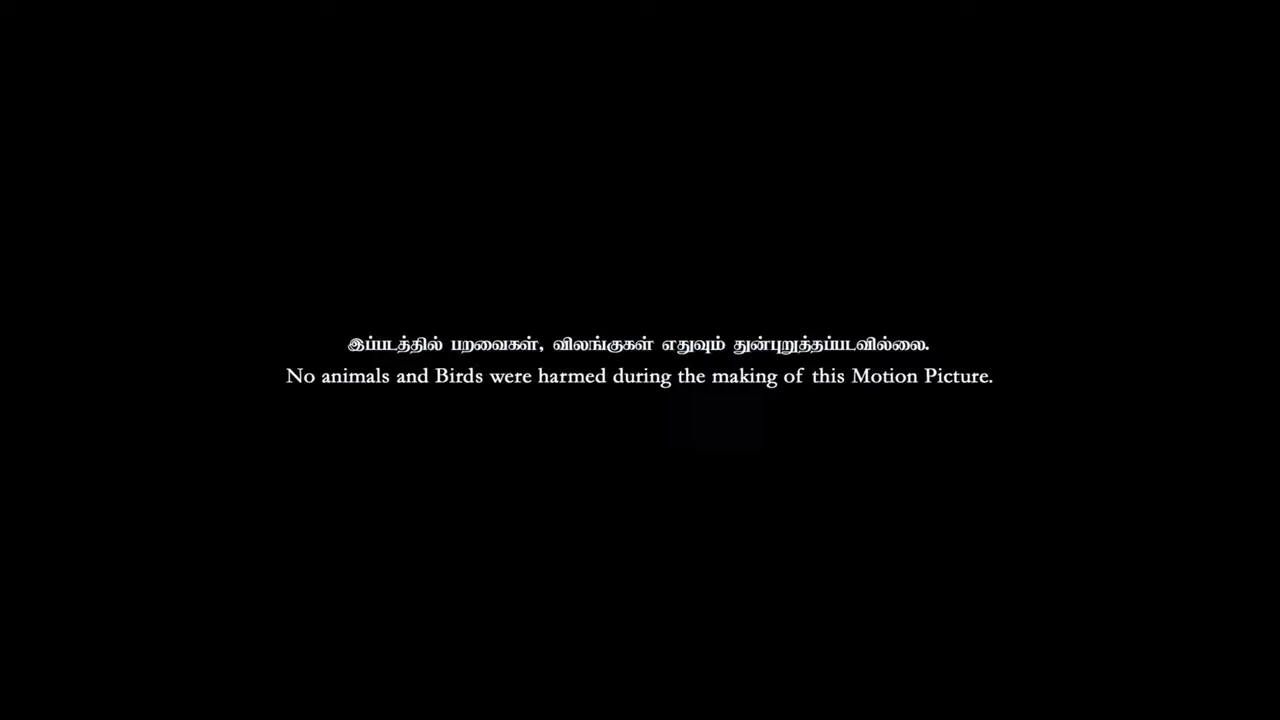 இப்படத்தில் பறவைகள், விலங்குகள் எதுவும் துன்புறுத்தப்படவில்லை.
No animals and Birds were harmed during the making of this Motion Picture.